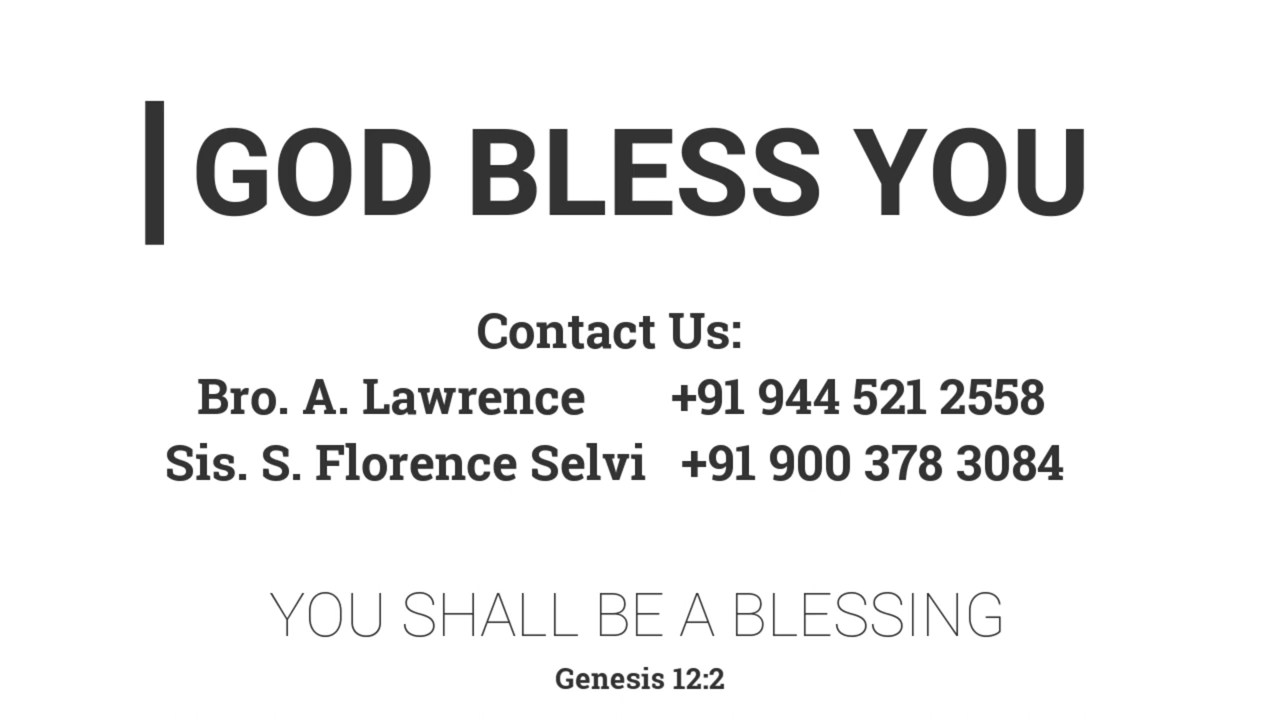 GOD BLESS YOU
Contact Us:
Bro. A. Lawrence +91 944 521 2558
Sis. S. Florence Selvi +91 900 378 3084
YOU SHALL BE A BLESSING
Genesis 12:2